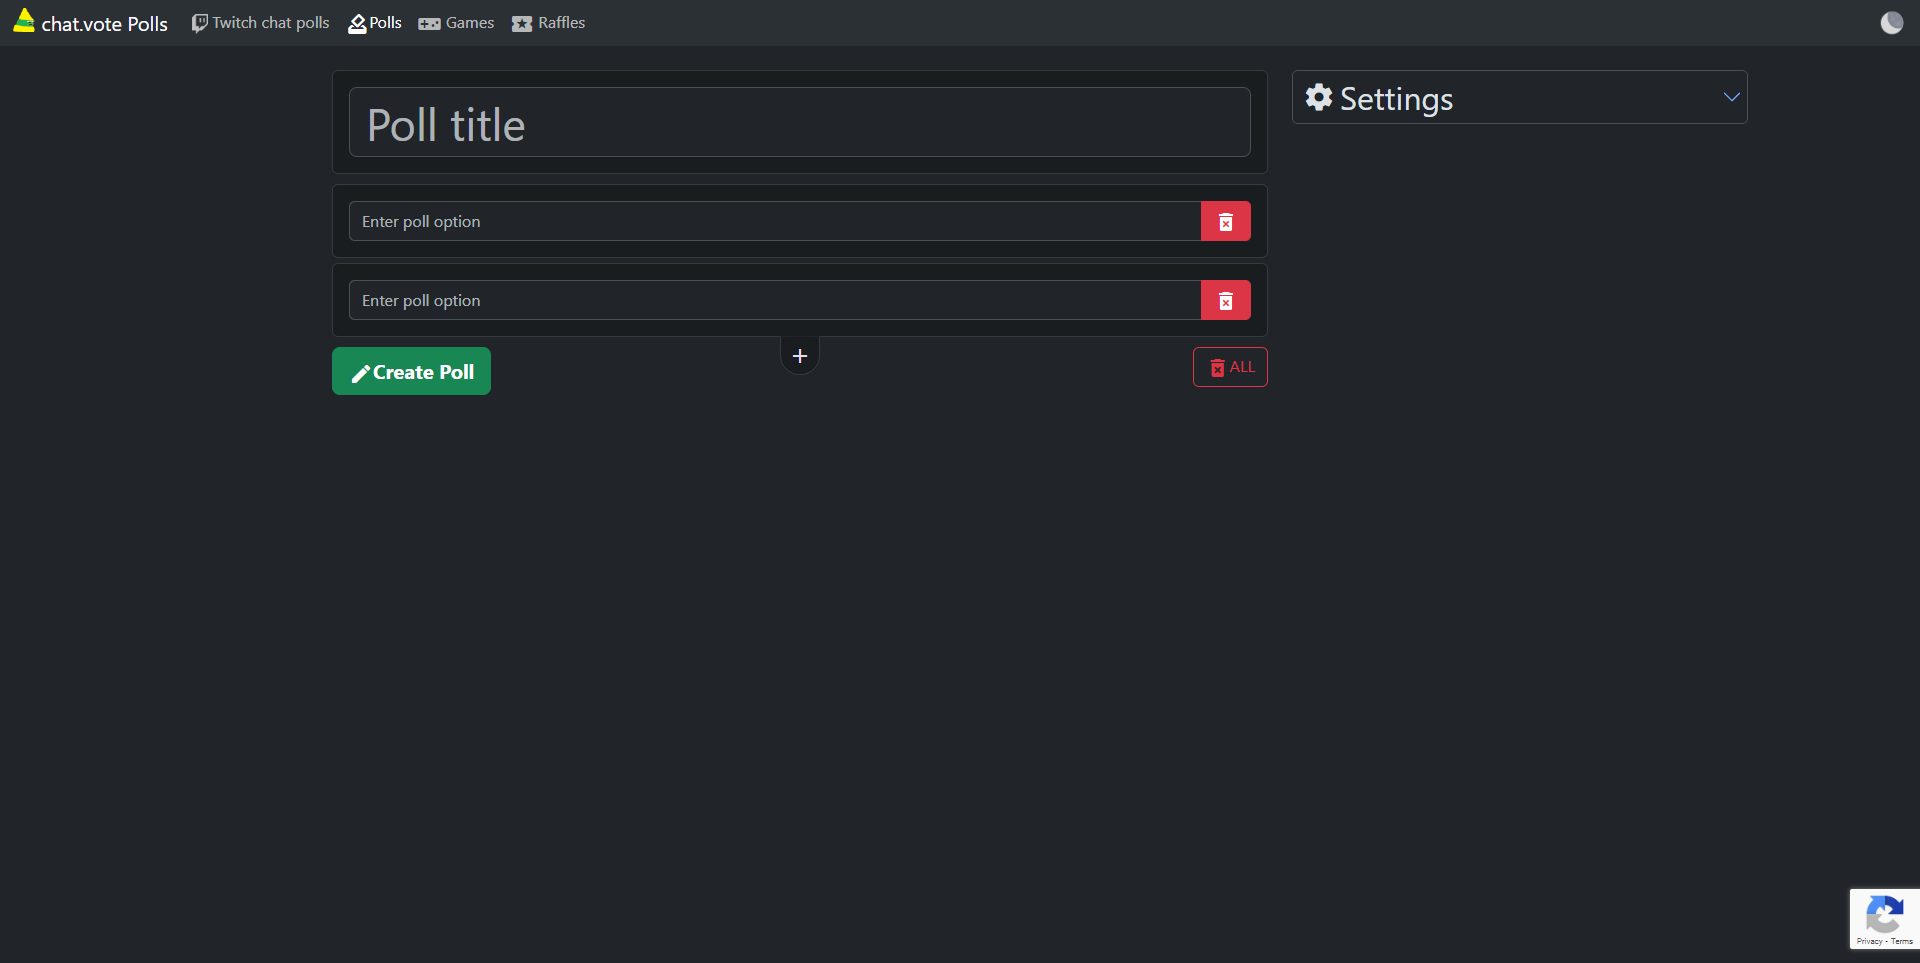 chat.vote Polls
Twitch chat polls
Polls
Games
Raffles
Poll title
Settings
Enter poll option
Enter poll option
Create Poll
+
ALL
Privacy - Terms